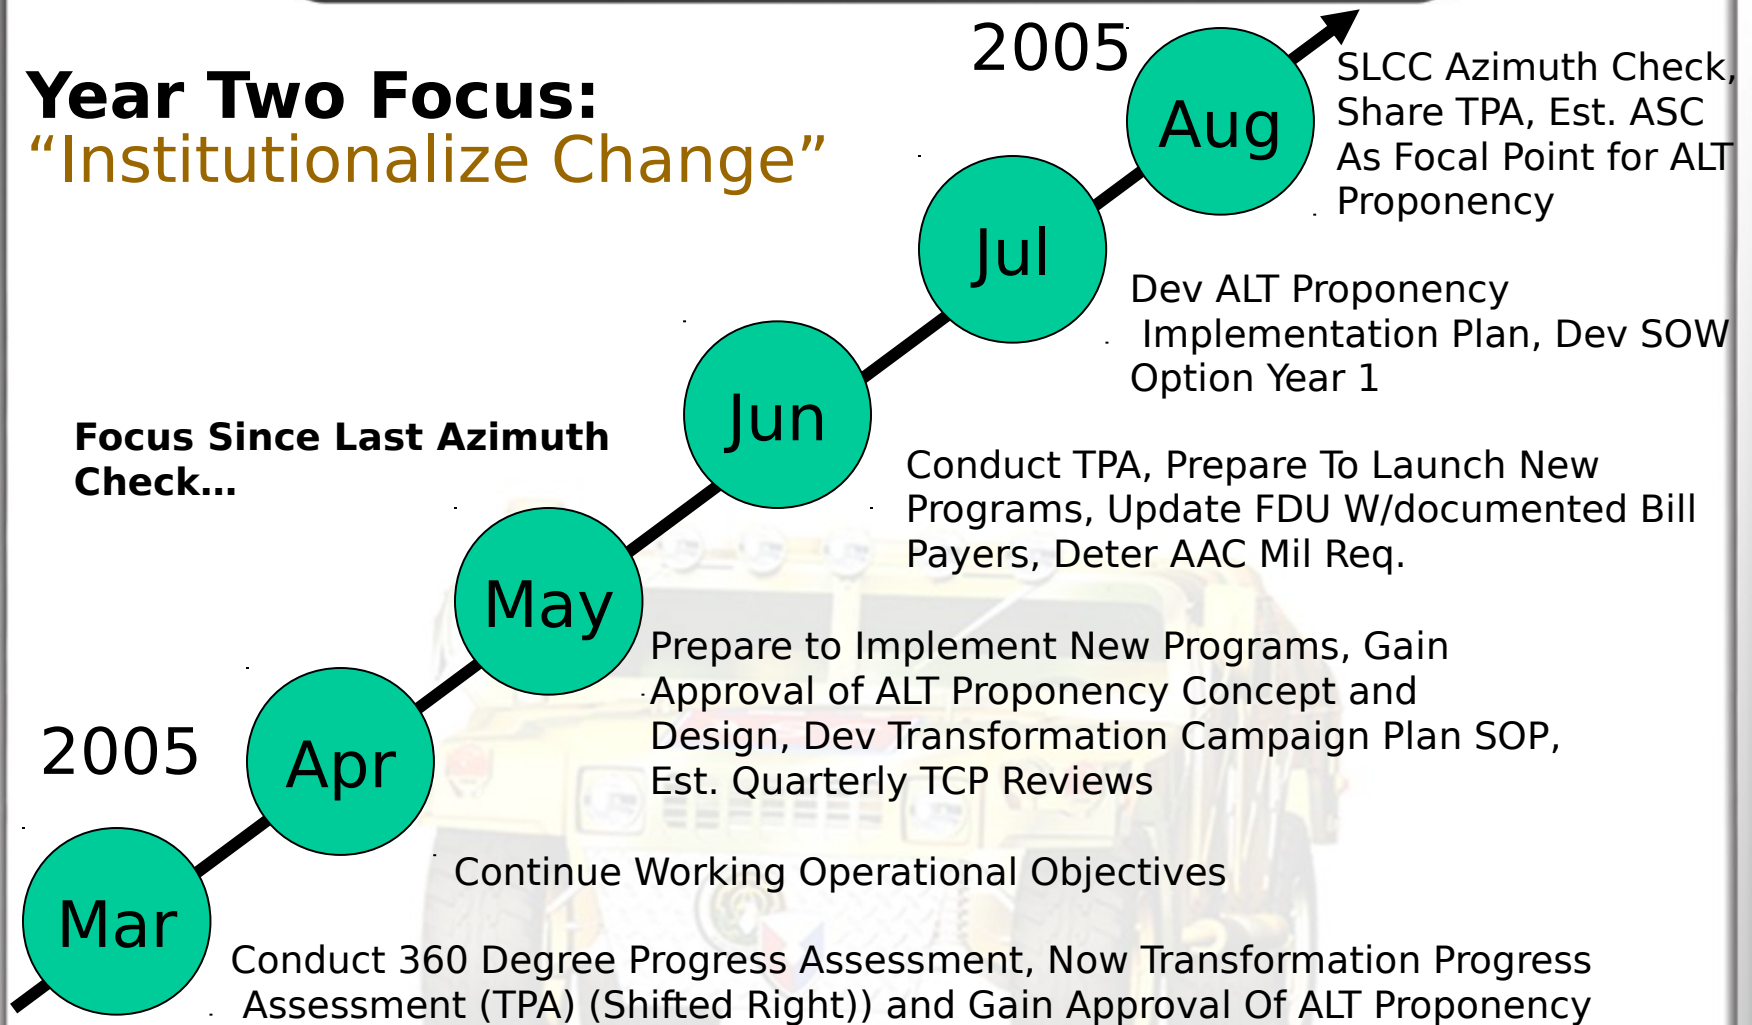 2005
Year Two Focus:
“Institutionalize Change”
Aug
SLCC Azimuth Check,
Share TPA, Est. ASC
As Focal Point for ALT
Proponency
Jul
Dev ALT Proponency
Implementation Plan, Dev SOW
Option Year 1
Jun
Focus Since Last Azimuth
Check…
Conduct TPA, Prepare To Launch New
Programs, Update FDU W/documented Bill
Payers, Deter AAC Mil Req.
May
Prepare to Implement New Programs, Gain
Approval of ALT Proponency Concept and
Design, Dev Transformation Campaign Plan SOP,
Est. Quarterly TCP Reviews
2005
Apr
Continue Working Operational Objectives
Mar
Conduct 360 Degree Progress Assessment, Now Transformation Progress
Assessment (TPA) (Shifted Right)) and Gain Approval Of ALT Proponency